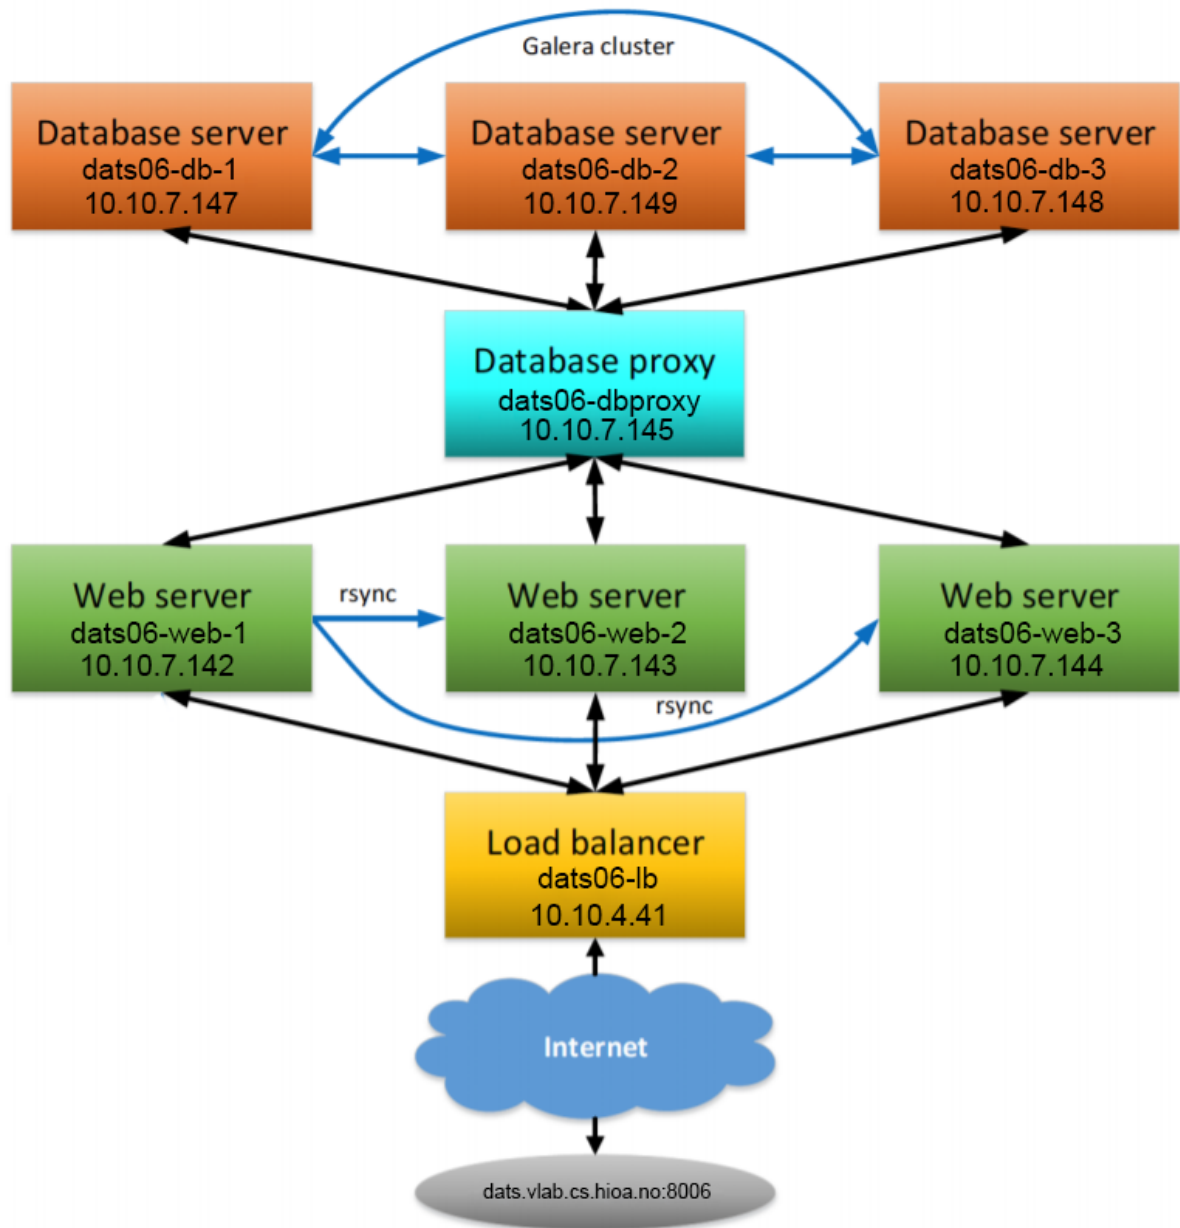 Galera cluster
Database server
dats06-db-1
10.10.7.147
Database server
dats06-db-2
10.10.7.149
Database server
dats06-db-3
10.10.7.148
Database proxy
dats06-dbproxy
10.10.7.145
Web server
dats06-web-1
10.10.7.142
rsync
Web server
dats06-web-2
10.10.7.143
Web server
dats06-web-3
10.10.7.144
rsync
Load balancer
dats06-lb
10.10.4.41
Internet
dats.vlab.cs.hioa.no:8006